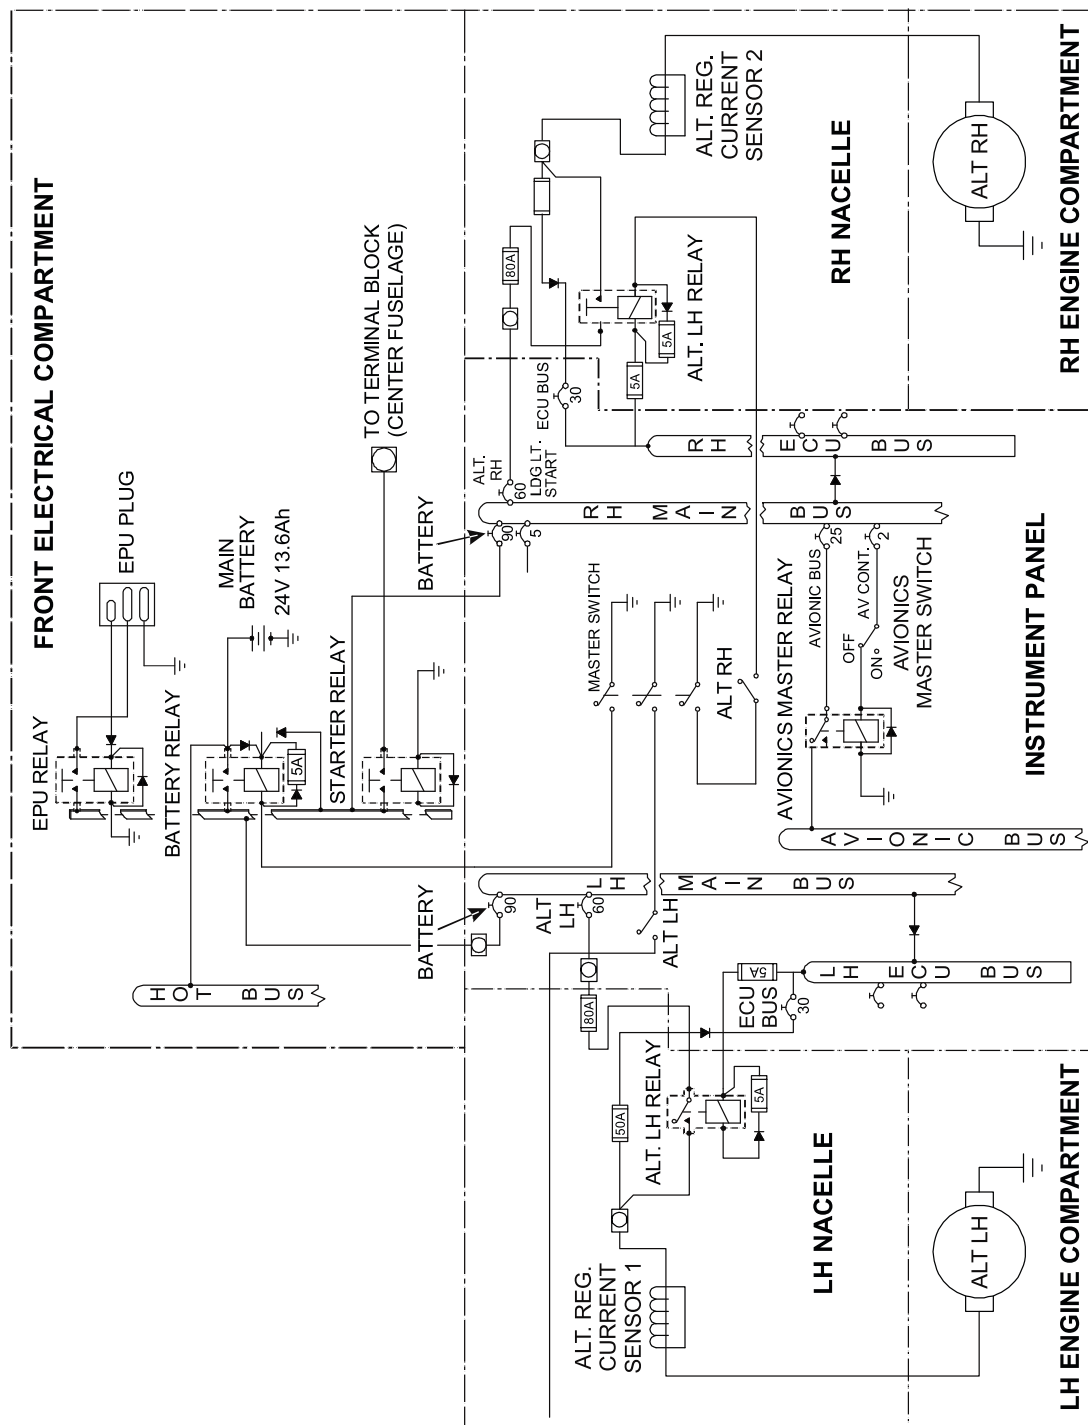 FRONT ELECTRICAL COMPARTMENT
EPU PLUG
EPU RELAY
MAIN
BATTERY
24V 13.6Ah
BATTERY RELAY
5A
STARTER RELAY
TO TERMINAL BLOCK
(CENTER FUSELAGE)
HOT BUS
BATTERY
90
BATTERY
90
5
ALT.
RH
60
LDG LT.
START
80A
ECU BUS
30
5A
5A
ALT. LH RELAY
ALT. REG.
CURRENT
SENSOR 2
RH NACELLE
ALT RH
RH ENGINE COMPARTMENT
RH ECU BUS
RH MAIN BUS
MASTER SWITCH
ALT RH
ALT LH
AVIONICS MASTER RELAY
AVIONIC BUS
25
AV CONT.
2
OFF
ON
AVIONICS
MASTER SWITCH
INSTRUMENT PANEL
AVIONIC BUS
LH MAIN BUS
ALT
LH
60
80A
LH ECU BUS
5A
ECU
BUS
30
50A
ALT. LH RELAY
5A
ALT. REG.
CURRENT
SENSOR 1
LH NACELLE
ALT LH
LH ENGINE COMPARTMENT